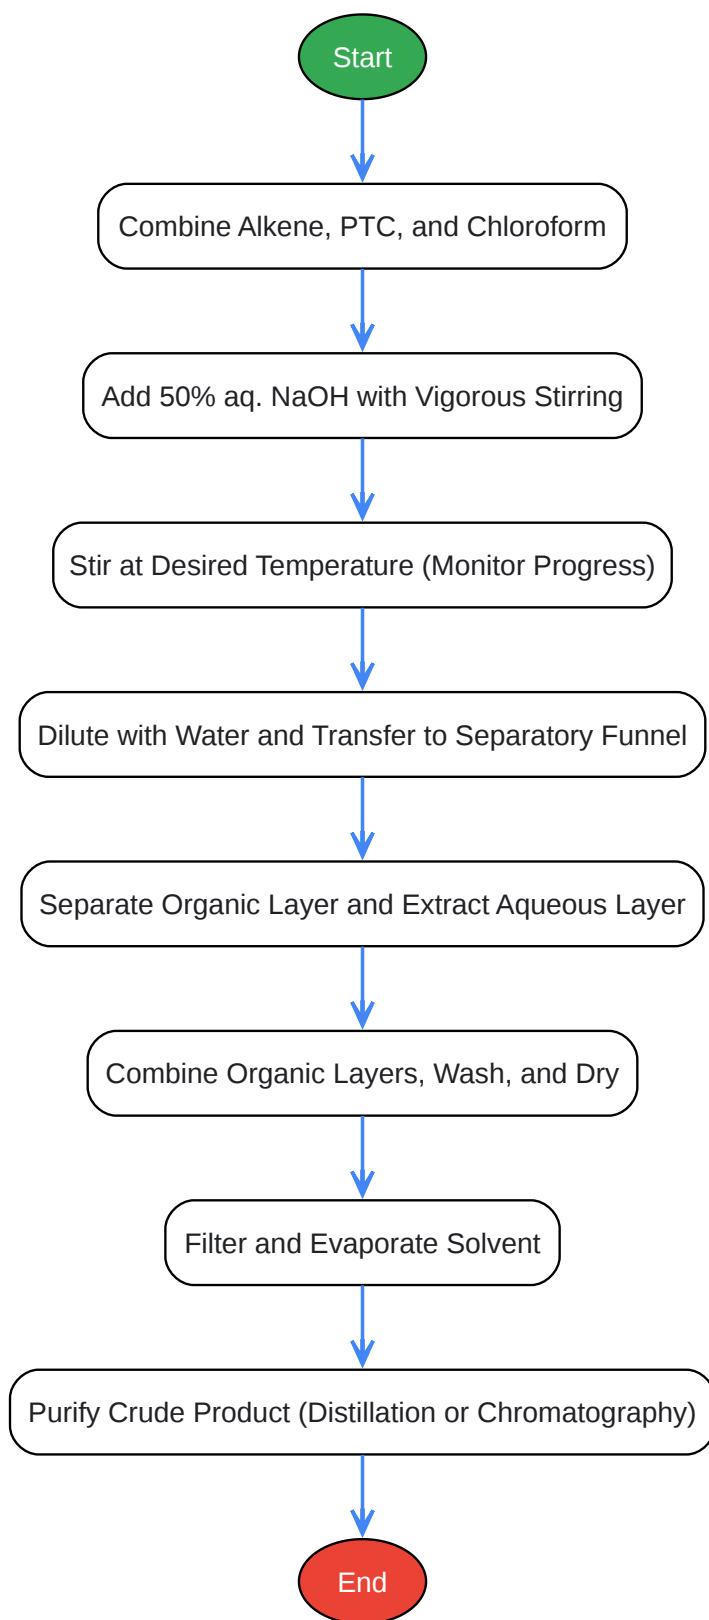 Start
Combine Alkene, PTC, and Chloroform
Add 50% aq. NaOH with Vigorous Stirring
Stir at Desired Temperature (Monitor Progress)
Dilute with Water and Transfer to Separatory Funnel
Separate Organic Layer and Extract Aqueous Layer
Combine Organic Layers, Wash, and Dry
Filter and Evaporate Solvent
Purify Crude Product (Distillation or Chromatography)
End